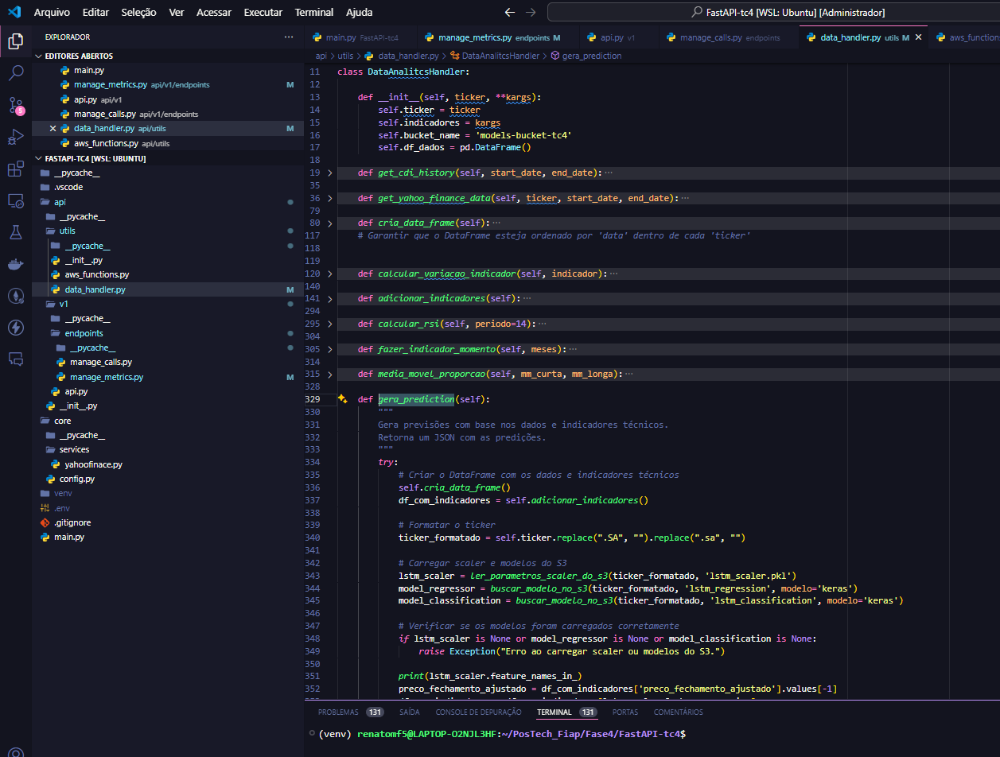 Arquivo Editar Seleção Ver Acessar Executar Terminal Ajuda
FastAPI-tc4 [WSL: Ubuntu] [Administrador]
EXPLORADOR
EDITORES ABERTOS
main.py
manage_metrics.py api/v1/endpoints M
api.py api/v1
manage_calls.py api/v1/endpoints
data_handler.py api/utils M
aws_functions.py api/utils
FASTAPI-TC4 [WSL: UBUNTU]
__pycache__
.vscode
api
__pycache__
utils
__pycache__
__init__.py
aws_functions.py
data_handler.py M
v1
__pycache__
endpoints
__pycache__
manage_calls.py
manage_metrics.py M
api.py
__init__.py
core
__pycache__
services
yahoofinace.py
config.py
venv
.env
.gitignore
main.py
5
main.py FastAPI-tc4 manage_metrics.py endpoints M api.py v1 manage_calls.py endpoints data_handler.py utils M aws_function
api > utils > data_handler.py > DataAnalitcsHandler > gera_prediction
11 class DataAnalitcsHandler:
12
13 def __init__(self, ticker, **kargs):
14 self.ticker = ticker
15 self.indicadores = kargs
16 self.bucket_name = 'models-bucket-tc4'
17 self.df_dados = pd.DataFrame()
18
19 def get_cdi_history(self, start_date, end_date): ···
35
36 def get_yahoo_finance_data(self, ticker, start_date, end_date): ···
79
80 def cria_data_frame(self): ···
117 # Garantir que o DataFrame esteja ordenado por 'data' dentro de cada 'ticker'
118
119
120 def calcular_variacao_indicador(self, indicador): ···
140
141 def adicionar_indicadores(self): ···
294
295 def calcular_rsi(self, periodo=14): ···
304
305 def fazer_indicador_momento(self, meses): ···
314
315 def media_movel_proporcao(self, mm_curta, mm_longa): ···
328
329 def gera_prediction(self):
330 """
331 Gera previsões com base nos dados e indicadores técnicos.
332 Retorna um JSON com as predições.
333 """
334 try:
335 # Criar o DataFrame com os dados e indicadores técnicos
336 self.cria_data_frame()
337 df_com_indicadores = self.adicionar_indicadores()
338
339 # Formatar o ticker
340 ticker_formatado = self.ticker.replace(".SA", "").replace(".sa", "")
341
342 # Carregar scaler e modelos do S3
343 lstm_scaler = ler_parametros_scaler_do_s3(ticker_formatado, 'lstm_scaler.pkl')
344 model_regressor = buscar_modelo_no_s3(ticker_formatado, 'lstm_regression', modelo='keras')
345 model_classification = buscar_modelo_no_s3(ticker_formatado, 'lstm_classification', modelo='keras')
346
347 # Verificar se os modelos foram carregados corretamente
348 if lstm_scaler is None or model_regressor is None or model_classification is None:
349 raise Exception("Erro ao carregar scaler ou modelos do S3.")
350
351 print(lstm_scaler.feature_names_in_)
352 preco_fechamento_ajustado = df_com_indicadores['preco_fechamento_ajustado'].values[-1]
PROBLEMAS 131 SAÍDA CONSOLE DE DEPURAÇÃO TERMINAL 131 PORTAS COMENTÁRIOS
(venv) renatomf5@LAPTOP-O2NJL3HF:~/PosTech_Fiap/Fase4/FastAPI-tc4$